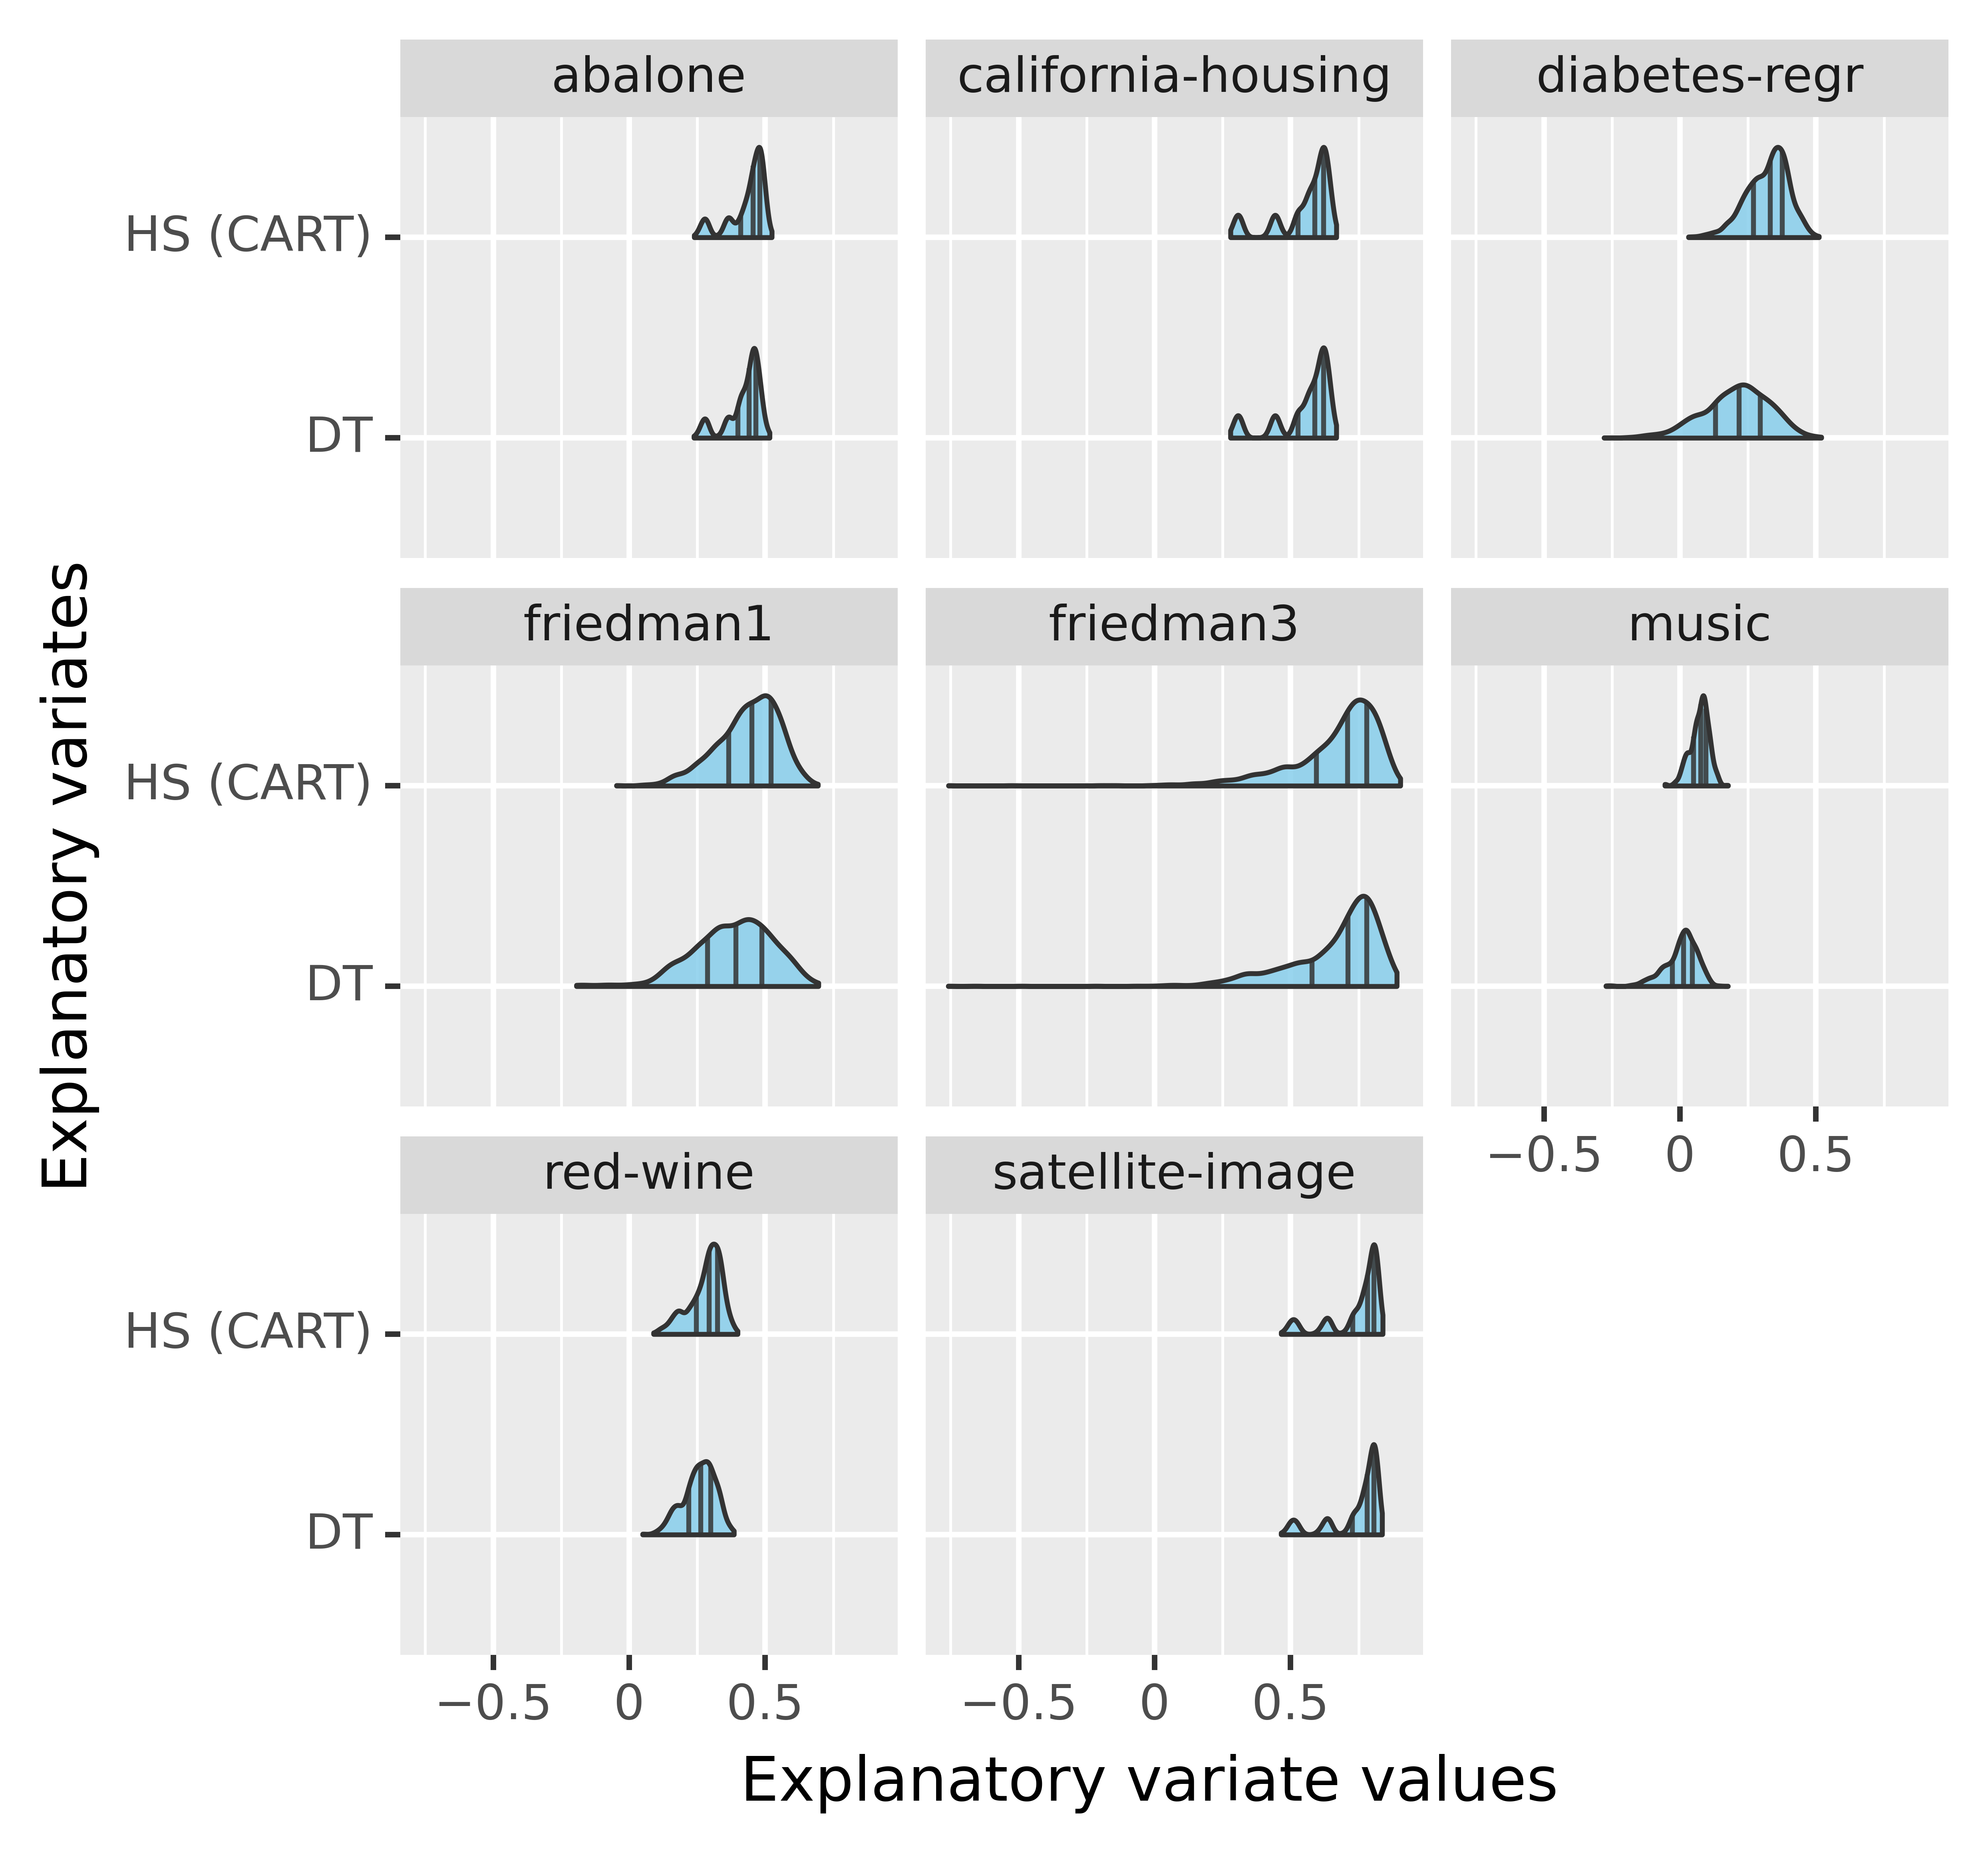 abalone
california-housing
diabetes-regr
HS (CART)
DT
friedman1
friedman3
music
HS (CART)
DT
−0.5 0 0.5
red-wine
satellite-image
HS (CART)
DT
−0.5 0 0.5
−0.5 0 0.5
Explanatory variate values
Explanatory variates